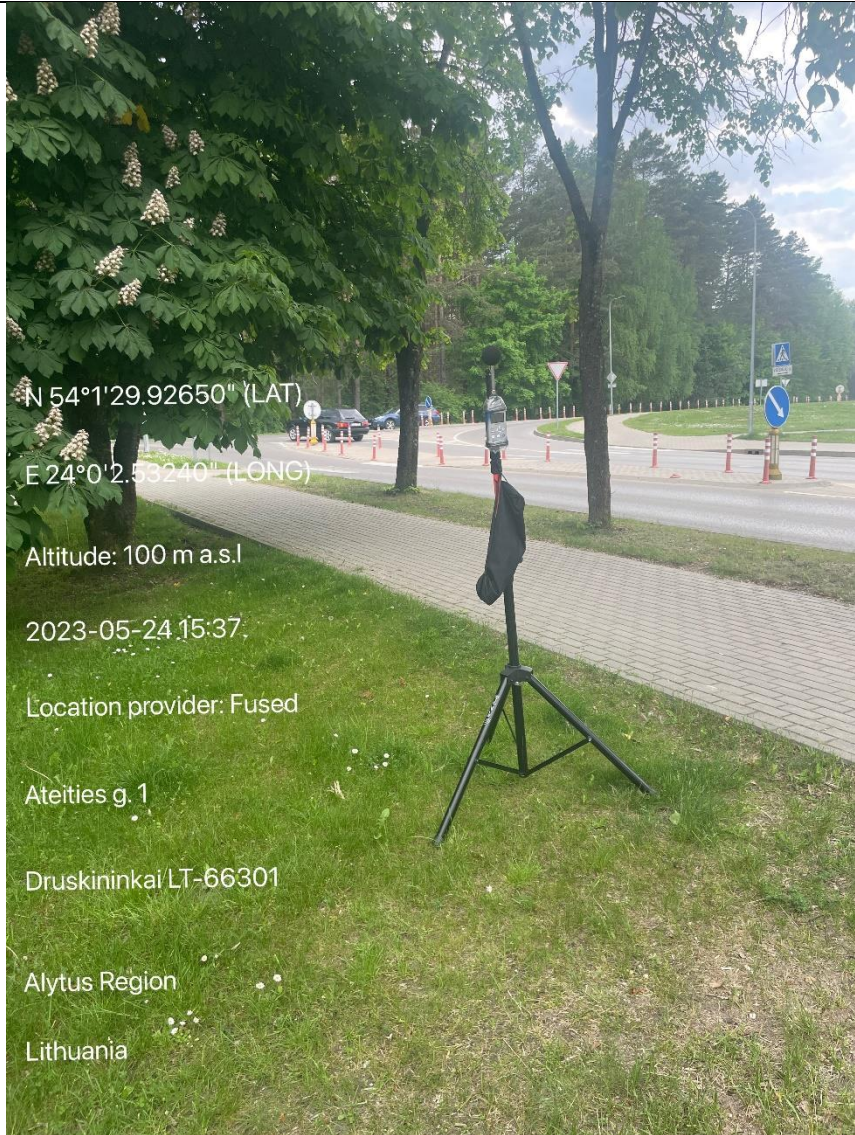 N 54°1'29.92650" (LAT)
E 24°0'2.53240" (LONG)
Altitude: 100 m a.s.l
2023-05-24 15:37
Location provider: Fused
Ateities g. 1
Druskininkai LT-66301
Alytus Region
Lithuania